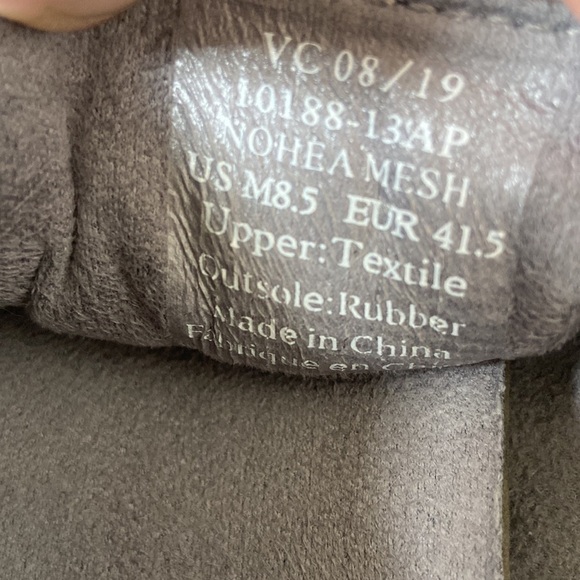 VC 08/19
10188-13AP
NOHEA MESH
US M8.5 EUR 41.5
Upper:Textile
Outsole:Rubber
Made in China
Fabriqué en